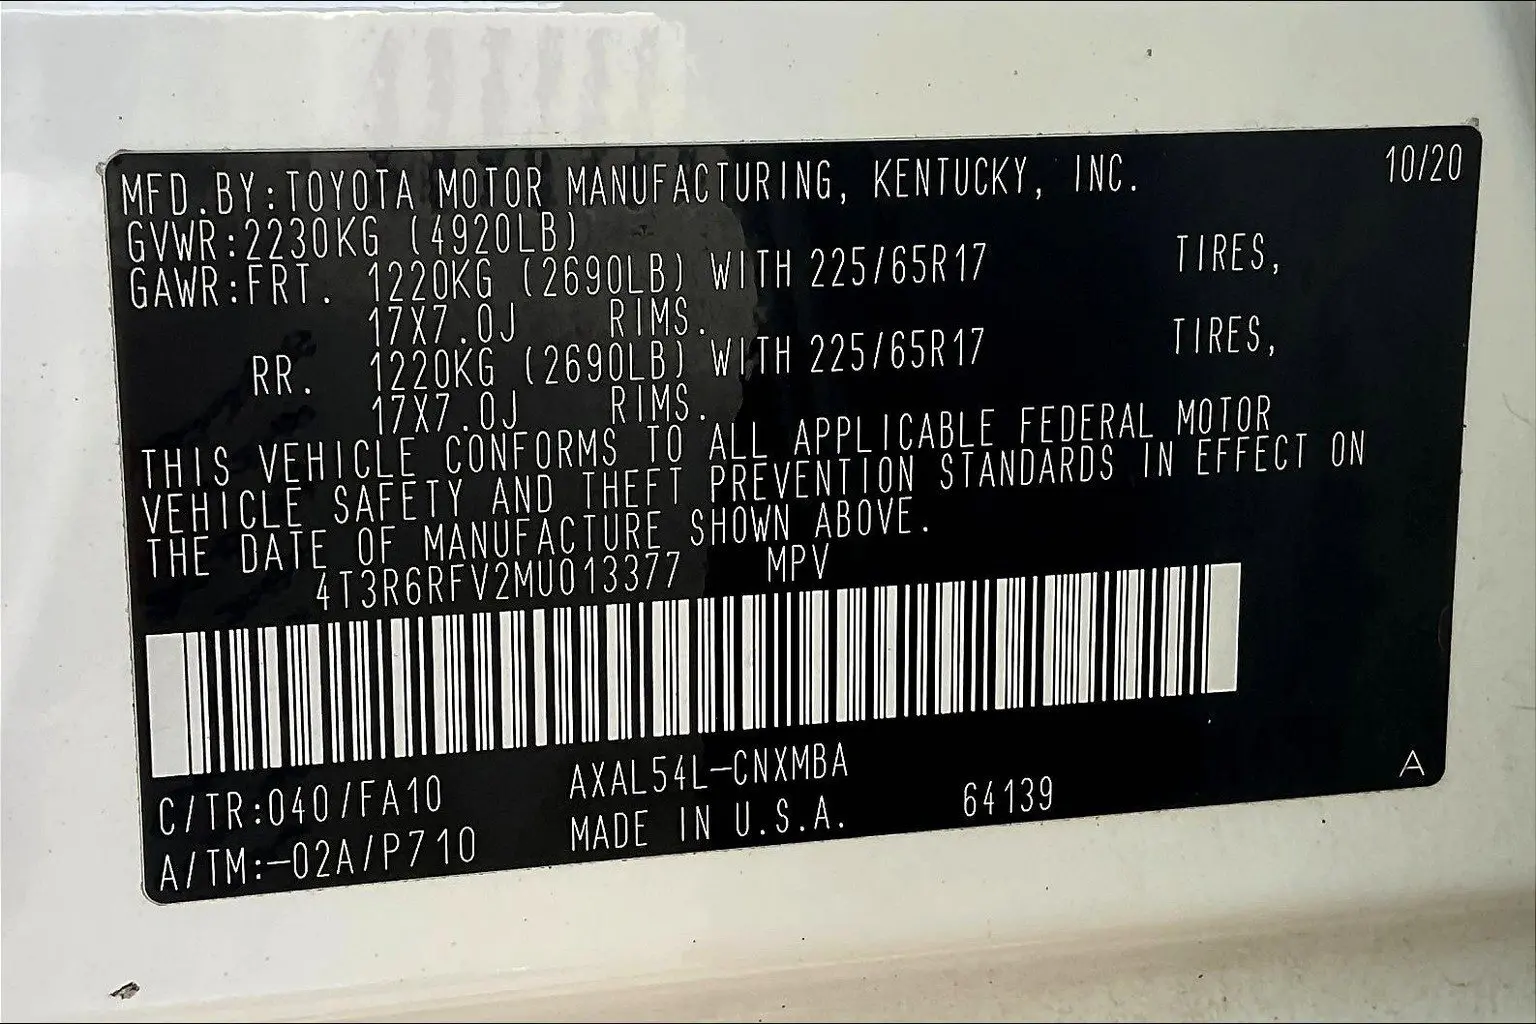 MFD.BY:TOYOTA MOTOR MANUFACTURING, KENTUCKY, INC. 10/20
GVWR:2230KG (4920LB)
GAWR:FRT. 1220KG (2690LB) WITH 225/65R17 TIRES,
17X7.0J RIMS.
RR. 1220KG (2690LB) WITH 225/65R17 TIRES,
17X7.0J RIMS.
THIS VEHICLE CONFORMS TO ALL APPLICABLE FEDERAL MOTOR
VEHICLE SAFETY AND THEFT PREVENTION STANDARDS IN EFFECT ON
THE DATE OF MANUFACTURE SHOWN ABOVE.
4T3R6RFV2MU013377 MPV
C/TR:040/FA10 AXAL54L-CNXMBA A
A/TM:-02A/P710 MADE IN U.S.A. 64139